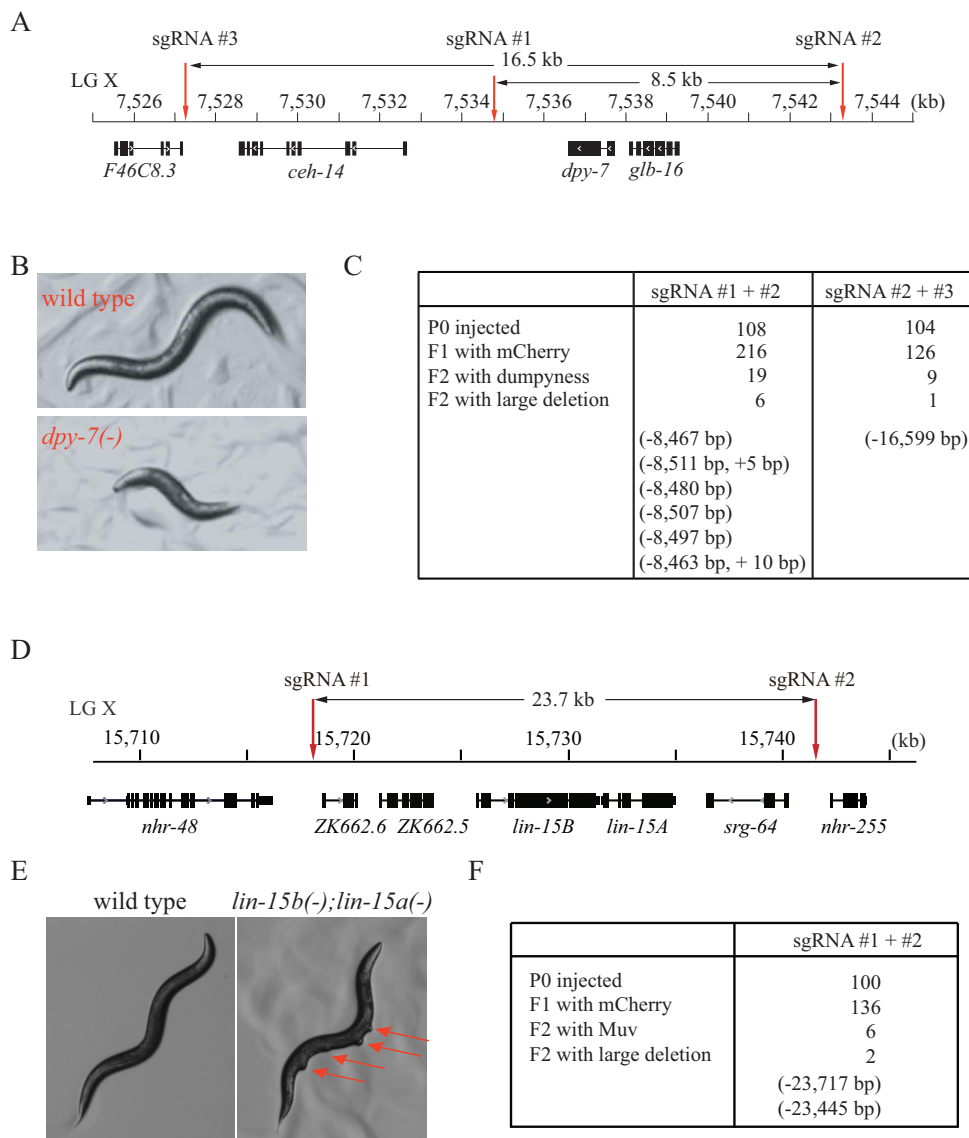 A
sgRNA #3 sgRNA #1 sgRNA #2
16.5 kb
LG X
8.5 kb
7,526 7,528 7,530 7,532 7,534 7,536 7,538 7,540 7,542 7,544 (kb)
F46C8.3 ceh-14 dpy-7 glb-16
B
wild type
dpy-7(-)
C
sgRNA #1 + #2 sgRNA #2 + #3
P0 injected 108 104
F1 with mCherry 216 126
F2 with dumpyness 19 9
F2 with large deletion 6 1
(-8,467 bp) (-16,599 bp)
(-8,511 bp, +5 bp)
(-8,480 bp)
(-8,507 bp)
(-8,497 bp)
(-8,463 bp, + 10 bp)
D
sgRNA #1 sgRNA #2
23.7 kb
LG X
15,710 15,720 15,730 15,740 (kb)
nhr-48 ZK662.6 ZK662.5 lin-15B lin-15A srg-64 nhr-255
E
wild type lin-15b(-);lin-15a(-)
F
sgRNA #1 + #2
P0 injected 100
F1 with mCherry 136
F2 with Muv 6
F2 with large deletion 2
(-23,717 bp)
(-23,445 bp)